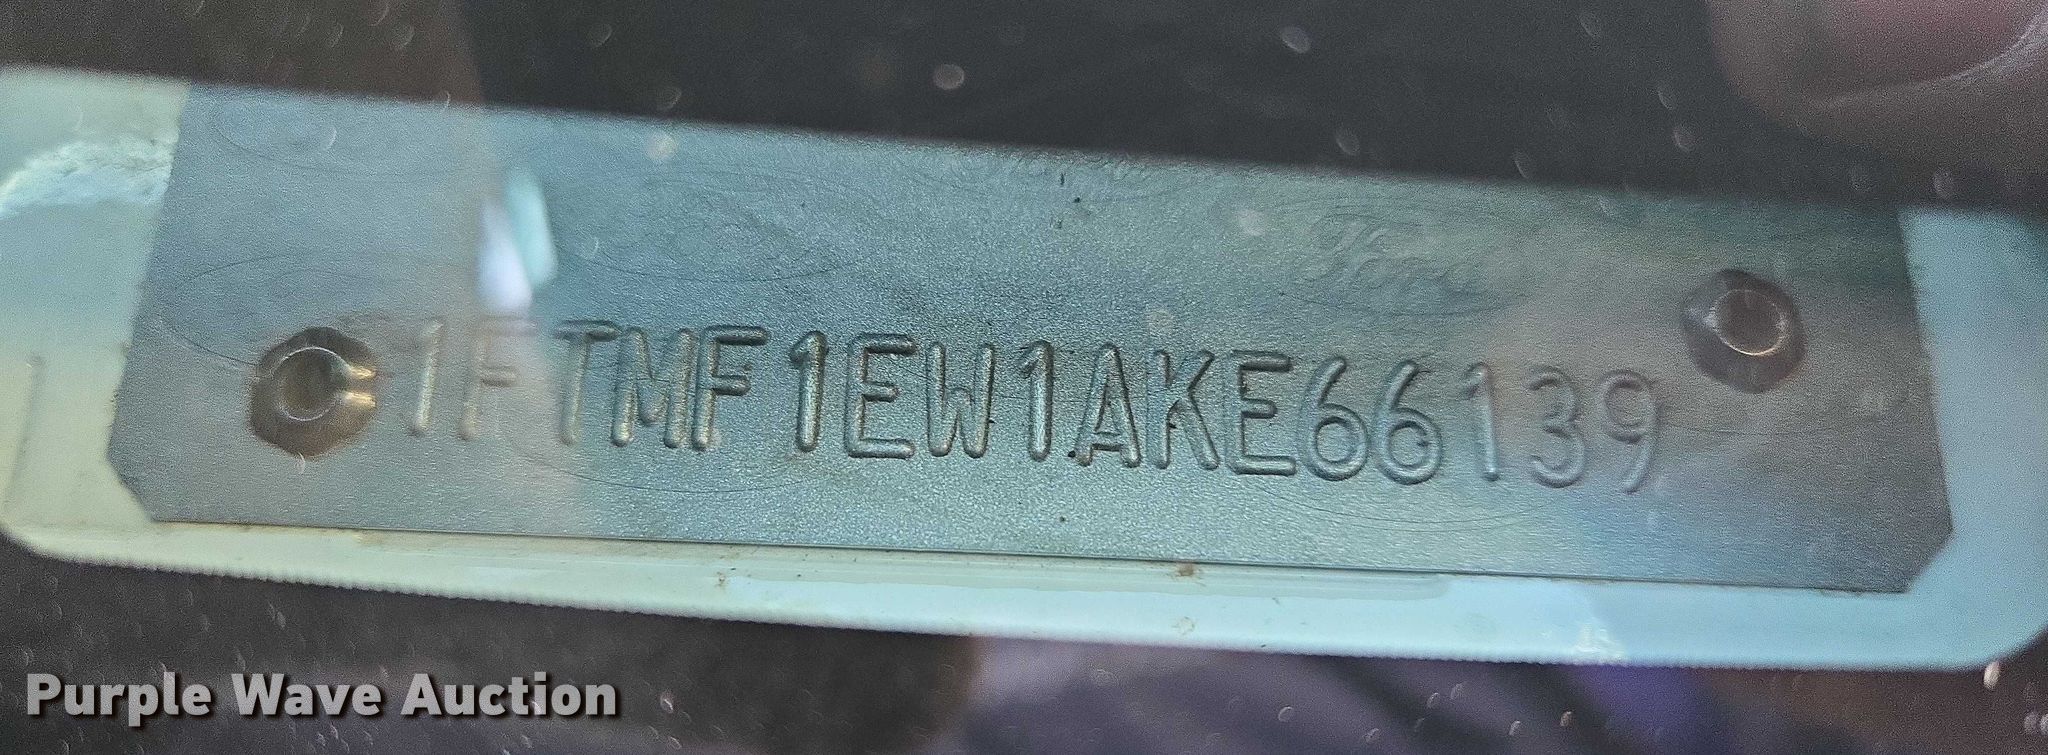 1FTMF1EW1AKE66139
Purple Wave Auction